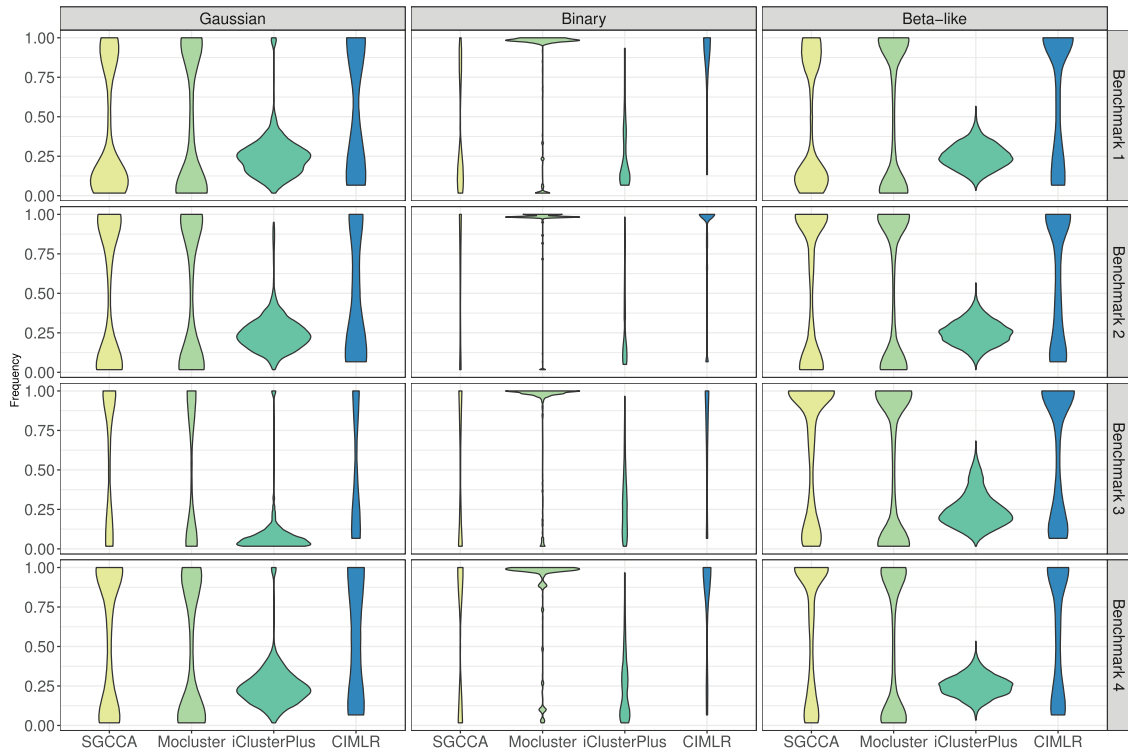 Gaussian Binary Beta−like
1.00
0.75
0.50
0.25
0.00
Benchmark 1
1.00
0.75
0.50
0.25
0.00
Benchmark 2
Frequency
1.00
0.75
0.50
0.25
0.00
Benchmark 3
1.00
0.75
0.50
0.25
0.00
Benchmark 4
SGCCA Mocluster iClusterPlus CIMLR SGCCA Mocluster iClusterPlus CIMLR SGCCA Mocluster iClusterPlus CIMLR